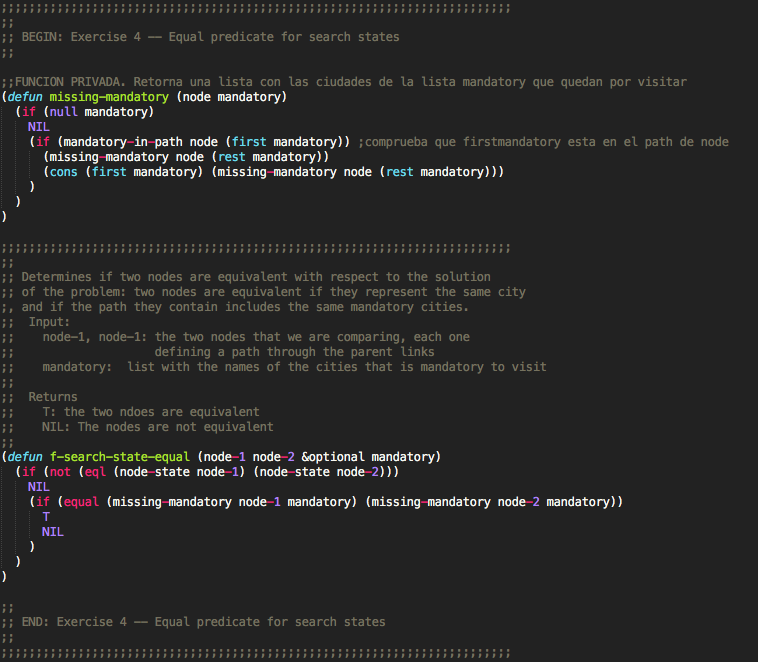 ;;;;;;;;;;;;;;;;;;;;;;;;;;;;;;;;;;;;;;;;;;;;;;;;;;;;;;;;;;;;;;;;;;;;;;;;;
;;
;; BEGIN: Exercise 4 -- Equal predicate for search states
;;
;;FUNCION PRIVADA. Retorna una lista con las ciudades de la lista mandatory que quedan por visitar
(defun missing-mandatory (node mandatory)
  (if (null mandatory)
    NIL
    (if (mandatory-in-path node (first mandatory)) ;comprueba que firstmandatory esta en el path de node
      (missing-mandatory node (rest mandatory))
      (cons (first mandatory) (missing-mandatory node (rest mandatory)))
    )
  )
)
;;;;;;;;;;;;;;;;;;;;;;;;;;;;;;;;;;;;;;;;;;;;;;;;;;;;;;;;;;;;;;;;;;;;;;;;;
;;
;; Determines if two nodes are equivalent with respect to the solution
;; of the problem: two nodes are equivalent if they represent the same city
;, and if the path they contain includes the same mandatory cities.
;;  Input:
;;    node-1, node-1: the two nodes that we are comparing, each one
;;                    defining a path through the parent links
;;    mandatory:  list with the names of the cities that is mandatory to visit
;;
;;  Returns
;;    T: the two ndoes are equivalent
;;    NIL: The nodes are not equivalent
;;
(defun f-search-state-equal (node-1 node-2 &optional mandatory)
  (if (not (eql (node-state node-1) (node-state node-2)))
    NIL
    (if (equal (missing-mandatory node-1 mandatory) (missing-mandatory node-2 mandatory))
      T
      NIL
    )
  )
)
;;
;; END: Exercise 4 -- Equal predicate for search states
;;
;;;;;;;;;;;;;;;;;;;;;;;;;;;;;;;;;;;;;;;;;;;;;;;;;;;;;;;;;;;;;;;;;;;;;;;;;